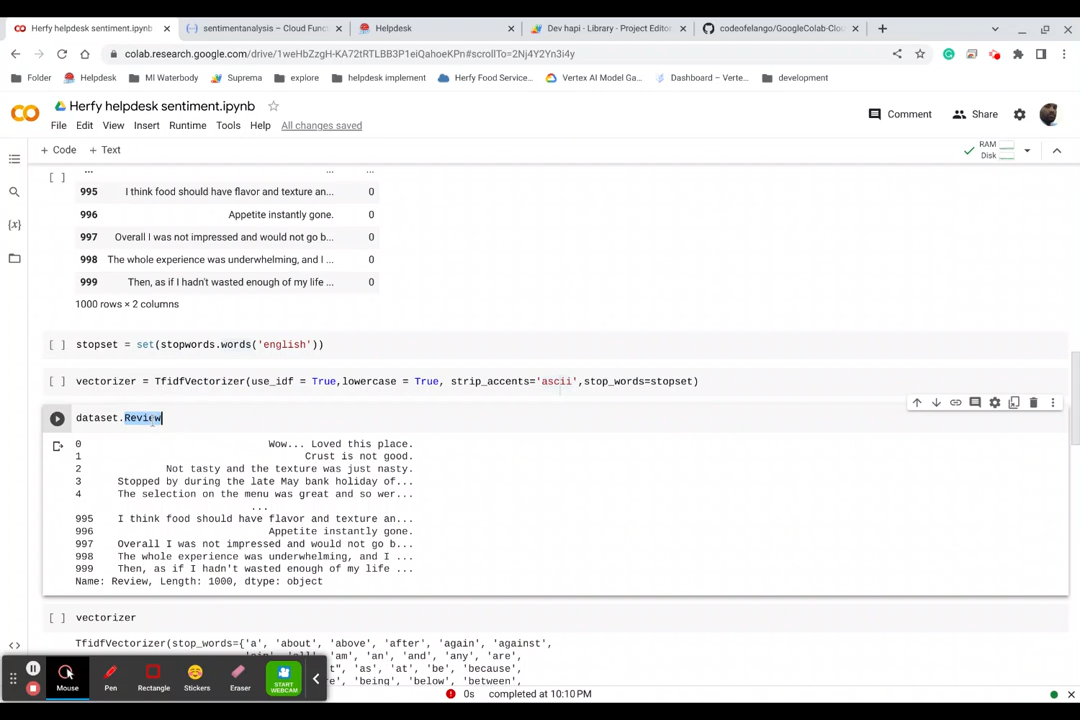 Herfy helpdesk sentiment.ipynb
sentimentanalysis – Cloud Func
Helpdesk
Dev hapi - Library - Project Editor
codeofelango/GoogleColab-Colla
colab.research.google.com/drive/1weHbZzgH-KA72tRTLBB3P1eiQahoeKPn#scrollTo=2Nj4Y2Yn3i4y
Folder
Helpdesk
MI Waterbody
Suprema
explore
helpdesk implement
Herfy Food Service...
Vertex AI Model Ga...
Dashboard – Verte...
development
Herfy helpdesk sentiment.ipynb
Comment
Share
File Edit View Insert Runtime Tools Help All changes saved
+ Code + Text
RAM
Disk
... ... ...
[ ]
995 I think food should have flavor and texture an... 0
996 Appetite instantly gone. 0
997 Overall I was not impressed and would not go b... 0
998 The whole experience was underwhelming, and I ... 0
999 Then, as if I hadn't wasted enough of my life ... 0
1000 rows × 2 columns
[ ] stopset = set(stopwords.words('english'))
[ ] vectorizer = TfidfVectorizer(use_idf = True,lowercase = True, strip_accents='ascii',stop_words=stopset)
dataset.Review
0 Wow... Loved this place.
1 Crust is not good.
2 Not tasty and the texture was just nasty.
3 Stopped by during the late May bank holiday of...
4 The selection on the menu was great and so wer...
...
995 I think food should have flavor and texture an...
996 Appetite instantly gone.
997 Overall I was not impressed and would not go b...
998 The whole experience was underwhelming, and I ...
999 Then, as if I hadn't wasted enough of my life ...
Name: Review, Length: 1000, dtype: object
[ ] vectorizer
TfidfVectorizer(stop_words={'a', 'about', 'above', 'after', 'again', 'against',
'all', 'am', 'an', 'and', 'any', 'are',
'as', 'at', 'be', 'because',
'being', 'below', 'between',
Mouse
Pen
Rectangle
Stickers
Eraser
START
WEBCAM
0s completed at 10:10 PM